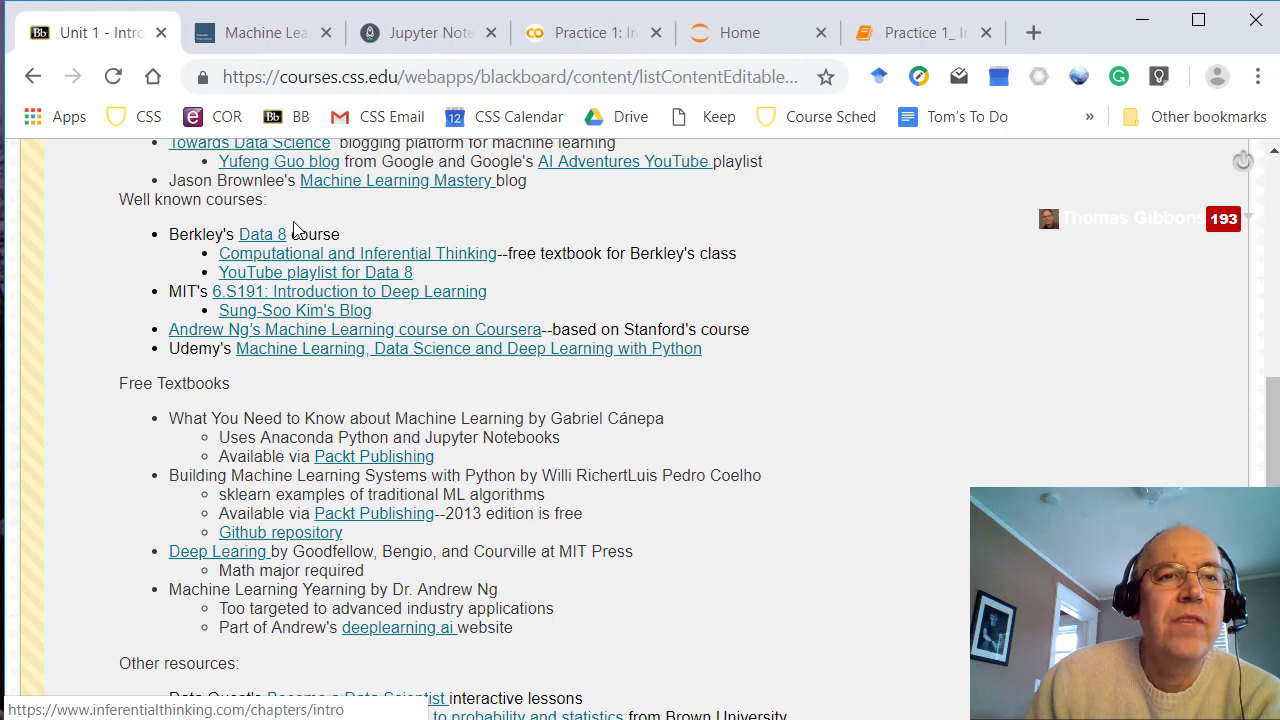 Unit 1 - Intro
Machine Lea
Jupyter Note
Practice 1: In
Home
Practice 1_ In
https://courses.css.edu/webapps/blackboard/content/listContentEditable...
Apps CSS COR BB CSS Email CSS Calendar Drive Keep Course Sched Tom's To Do » Other bookmarks
Towards Data Science blogging platform for machine learning
Yufeng Guo blog from Google and Google's AI Adventures YouTube playlist
Jason Brownlee's Machine Learning Mastery blog
Well known courses:
Thomas Gibbons 193
Berkley's Data 8 course
Computational and Inferential Thinking--free textbook for Berkley's class
YouTube playlist for Data 8
MIT's 6.S191: Introduction to Deep Learning
Sung-Soo Kim's Blog
Andrew Ng's Machine Learning course on Coursera--based on Stanford's course
Udemy's Machine Learning, Data Science and Deep Learning with Python
Free Textbooks
What You Need to Know about Machine Learning by Gabriel Cánepa
Uses Anaconda Python and Jupyter Notebooks
Available via Packt Publishing
Building Machine Learning Systems with Python by Willi RichertLuis Pedro Coelho
sklearn examples of traditional ML algorithms
Available via Packt Publishing--2013 edition is free
Github repository
Deep Learing by Goodfellow, Bengio, and Courville at MIT Press
Math major required
Machine Learning Yearning by Dr. Andrew Ng
Too targeted to advanced industry applications
Part of Andrew's deeplearning.ai website
Other resources:
Data Quest's Become a Data Scientist interactive lessons
https://www.inferentialthinking.com/chapters/intro
to probability and statistics from Brown University